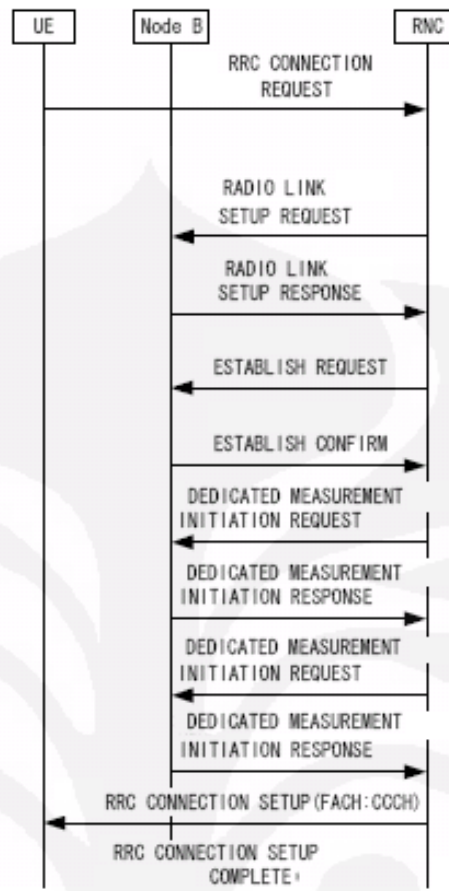 UE Node B RNC
RRC CONNECTION
REQUEST
RADIO LINK
SETUP REQUEST
RADIO LINK
SETUP RESPONSE
ESTABLISH REQUEST
ESTABLISH CONFIRM
DEDICATED MEASUREMENT
INITIATION REQUEST
DEDICATED MEASUREMENT
INITIATION RESPONSE
DEDICATED MEASUREMENT
INITIATION REQUEST
DEDICATED MEASUREMENT
INITIATION RESPONSE
RRC CONNECTION SETUP(FACH:CCCH)
RRC CONNECTION SETUP
COMPLETE